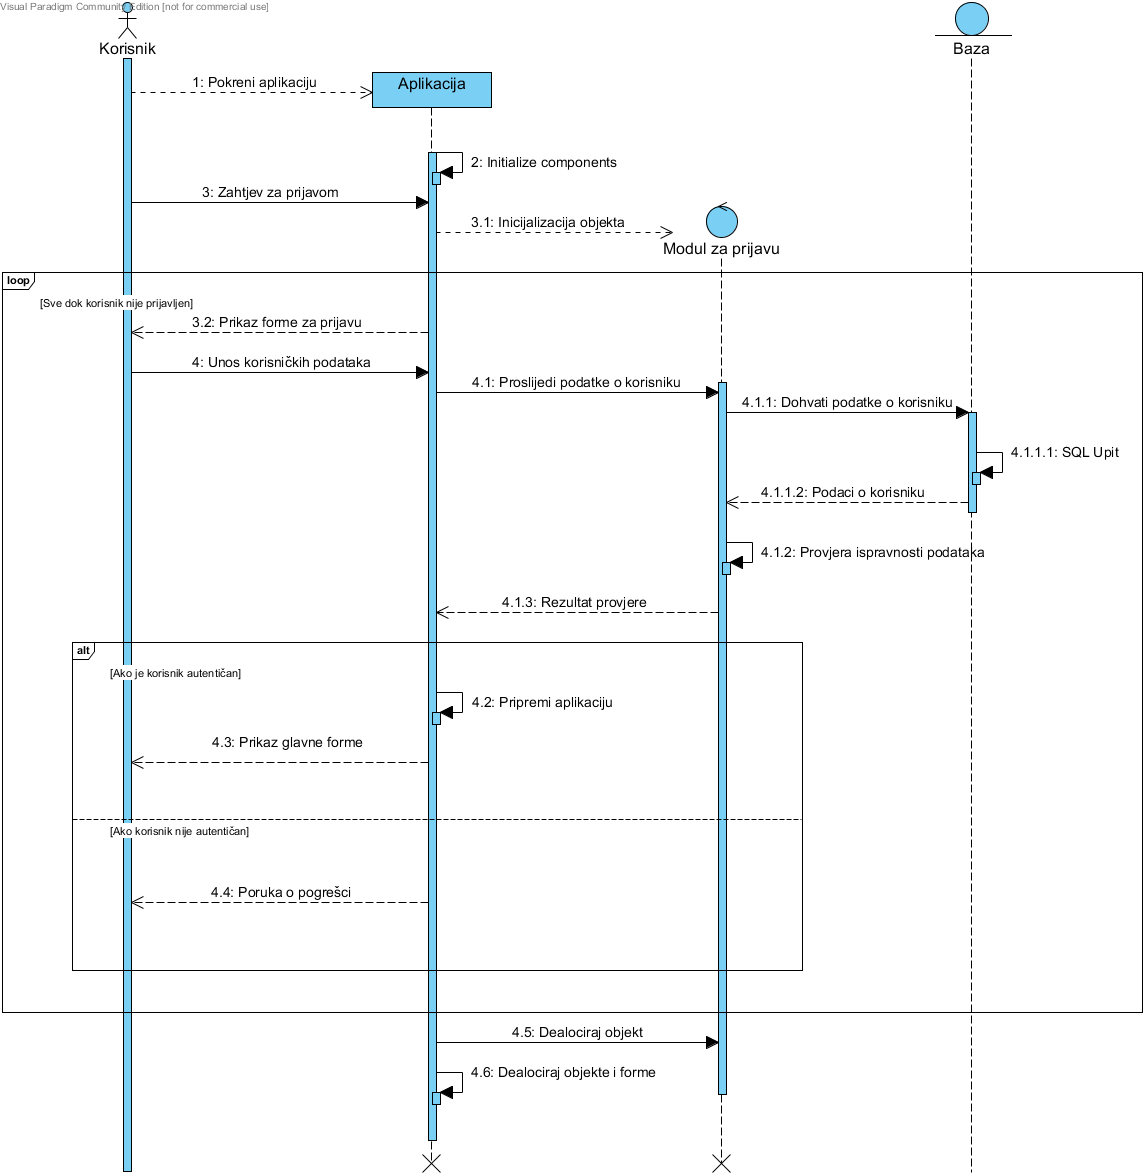 Visual Paradigm Community Edition [not for commercial use]
Korisnik
Baza
1: Pokreni aplikaciju
Aplikacija
2: Initialize components
3: Zahtjev za prijavom
3.1: Inicijalizacija objekta
Modul za prijavu
loop
[Sve dok korisnik nije prijavljen]
3.2: Prikaz forme za prijavu
4: Unos korisničkih podataka
4.1: Proslijedi podatke o korisniku
4.1.1: Dohvati podatke o korisniku
4.1.1.1: SQL Upit
4.1.1.2: Podaci o korisniku
4.1.2: Provjera ispravnosti podataka
4.1.3: Rezultat provjere
alt
[Ako je korisnik autentičan]
4.2: Pripremi aplikaciju
4.3: Prikaz glavne forme
[Ako korisnik nije autentičan]
4.4: Poruka o pogrešci
4.5: Dealociraj objekt
4.6: Dealociraj objekte i forme